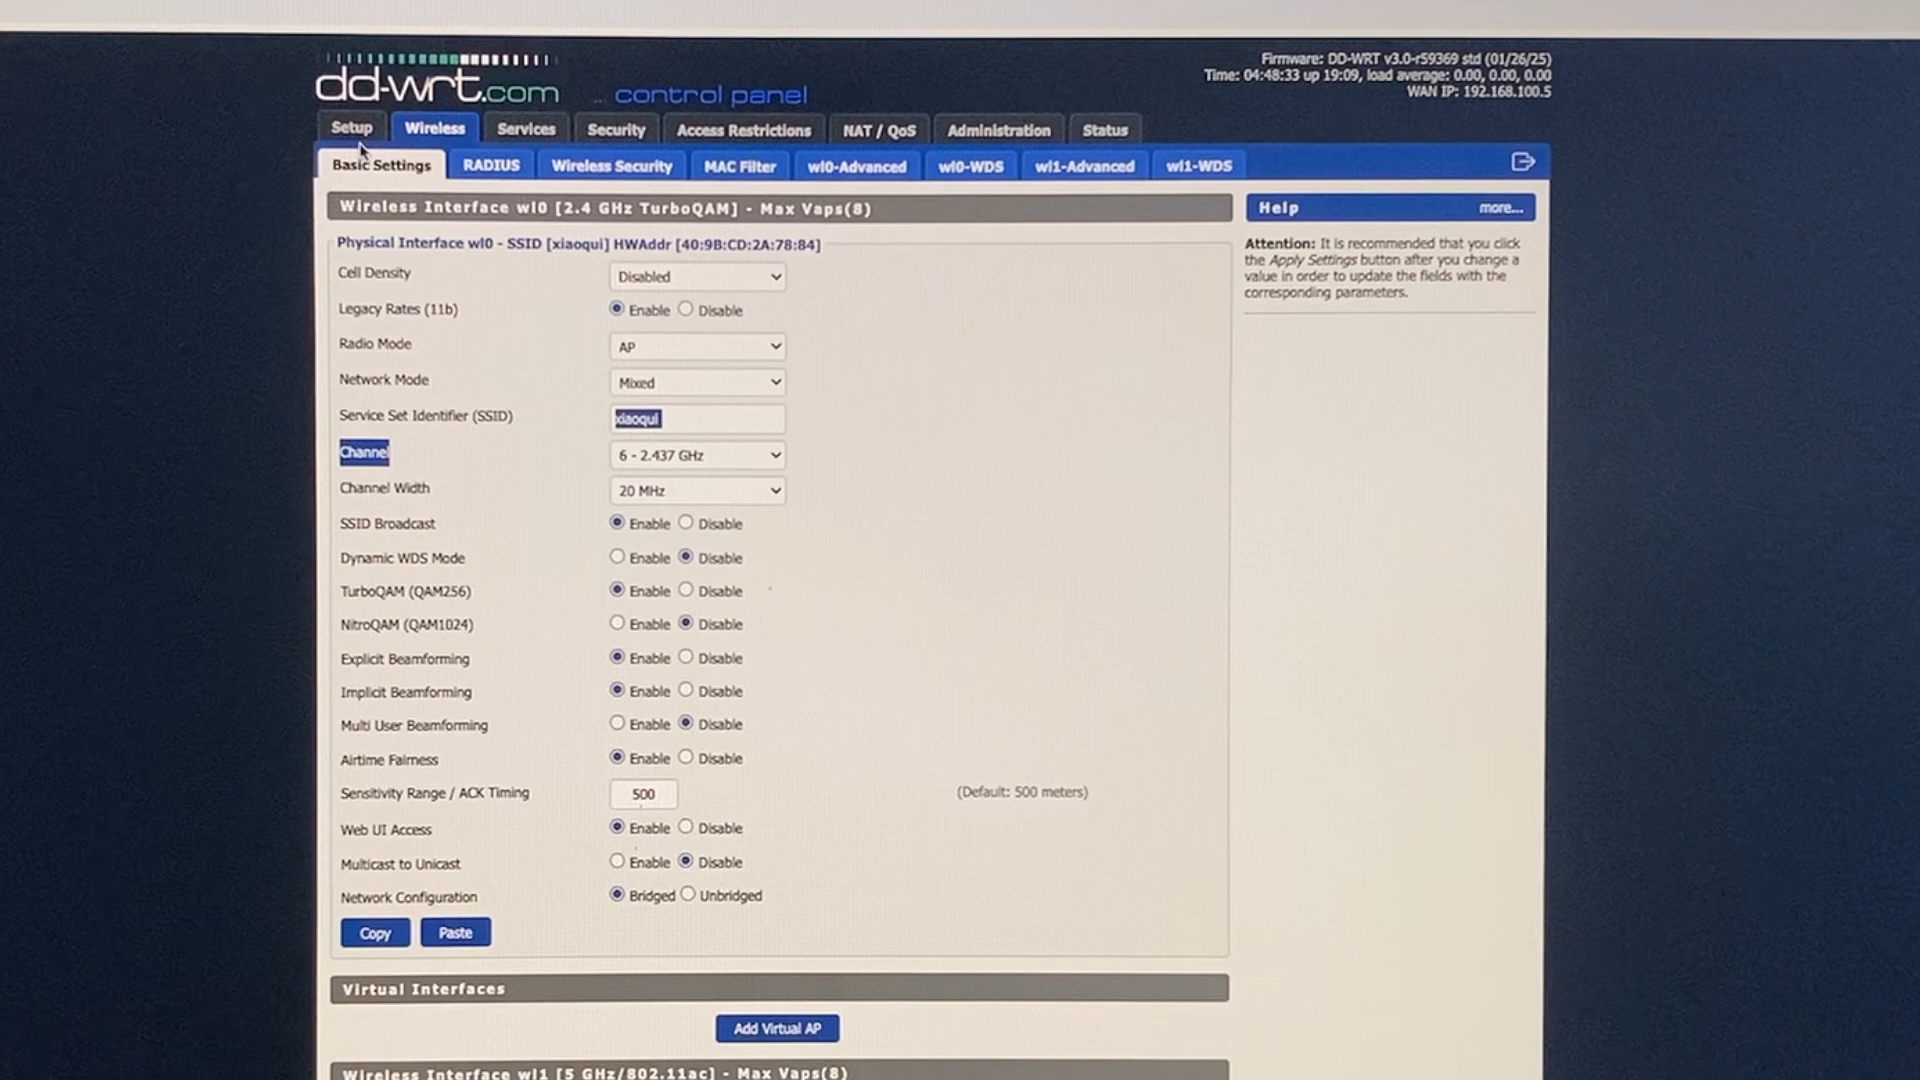 dd-wrt.com ... control panel
Firmware: DD-WRT v3.0-r59369 std (01/26/25)
Time: 04:48:33 up 19:09, load average: 0.00, 0.00, 0.00
WAN IP: 192.168.100.5
Setup Wireless Services Security Access Restrictions NAT / QoS Administration Status
Basic Settings RADIUS Wireless Security MAC Filter wl0-Advanced wl0-WDS wl1-Advanced wl1-WDS
Wireless Interface wl0 [2.4 GHz TurboQAM] - Max Vaps(8)
Physical Interface wl0 - SSID [xiaoqui] HWAddr [40:9B:CD:2A:78:84]
Cell Density Disabled
Legacy Rates (11b) Enable Disable
Radio Mode AP
Network Mode Mixed
Service Set Identifier (SSID) xiaoqui
Channel 6 - 2.437 GHz
Channel Width 20 MHz
SSID Broadcast Enable Disable
Dynamic WDS Mode Enable Disable
TurboQAM (QAM256) Enable Disable
NitroQAM (QAM1024) Enable Disable
Explicit Beamforming Enable Disable
Implicit Beamforming Enable Disable
Multi User Beamforming Enable Disable
Airtime Fairness Enable Disable
Sensitivity Range / ACK Timing 500 (Default: 500 meters)
Web UI Access Enable Disable
Multicast to Unicast Enable Disable
Network Configuration Bridged Unbridged
Copy Paste
Virtual Interfaces
Add Virtual AP
Wireless Interface wl1 [5 GHz/802.11ac] - Max Vaps(8)
Help more...
Attention: It is recommended that you click
the Apply Settings button after you change a
value in order to update the fields with the
corresponding parameters.